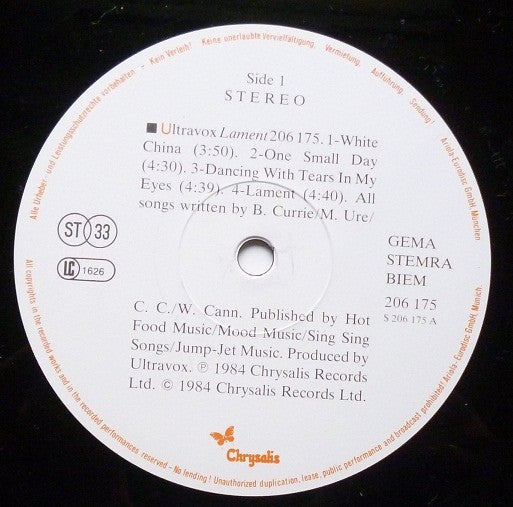 Alle Urheber- und Leistungsschutzrechte vorbehalten - Kein Verleih! - Keine unerlaubte Vervielfältigung, Vermietung, Aufführung, Sendung! Ariola-Eurodisc GmbH, München
Side 1
STEREO
■ Ultravox Lament 206 175. 1-White
China (3:50). 2-One Small Day
(4:30). 3-Dancing With Tears In My
Eyes (4:39). 4-Lament (4:40). All
songs written by B. Currie/M. Ure/
ST 33
LC 1626
GEMA
STEMRA
BIEM
206 175
S 206 175 A
C. C./W. Cann. Published by Hot
Food Music/Mood Music/Sing Sing
Songs/Jump-Jet Music. Produced by
Ultravox. ℗ 1984 Chrysalis Records
Ltd. © 1984 Chrysalis Records Ltd.
Chrysalis
All copyrights in the recorded works and in the recorded performances reserved - No lending! Unauthorized duplication, lease, public performance and broadcast prohibited! Ariola-Eurodisc GmbH, Munich